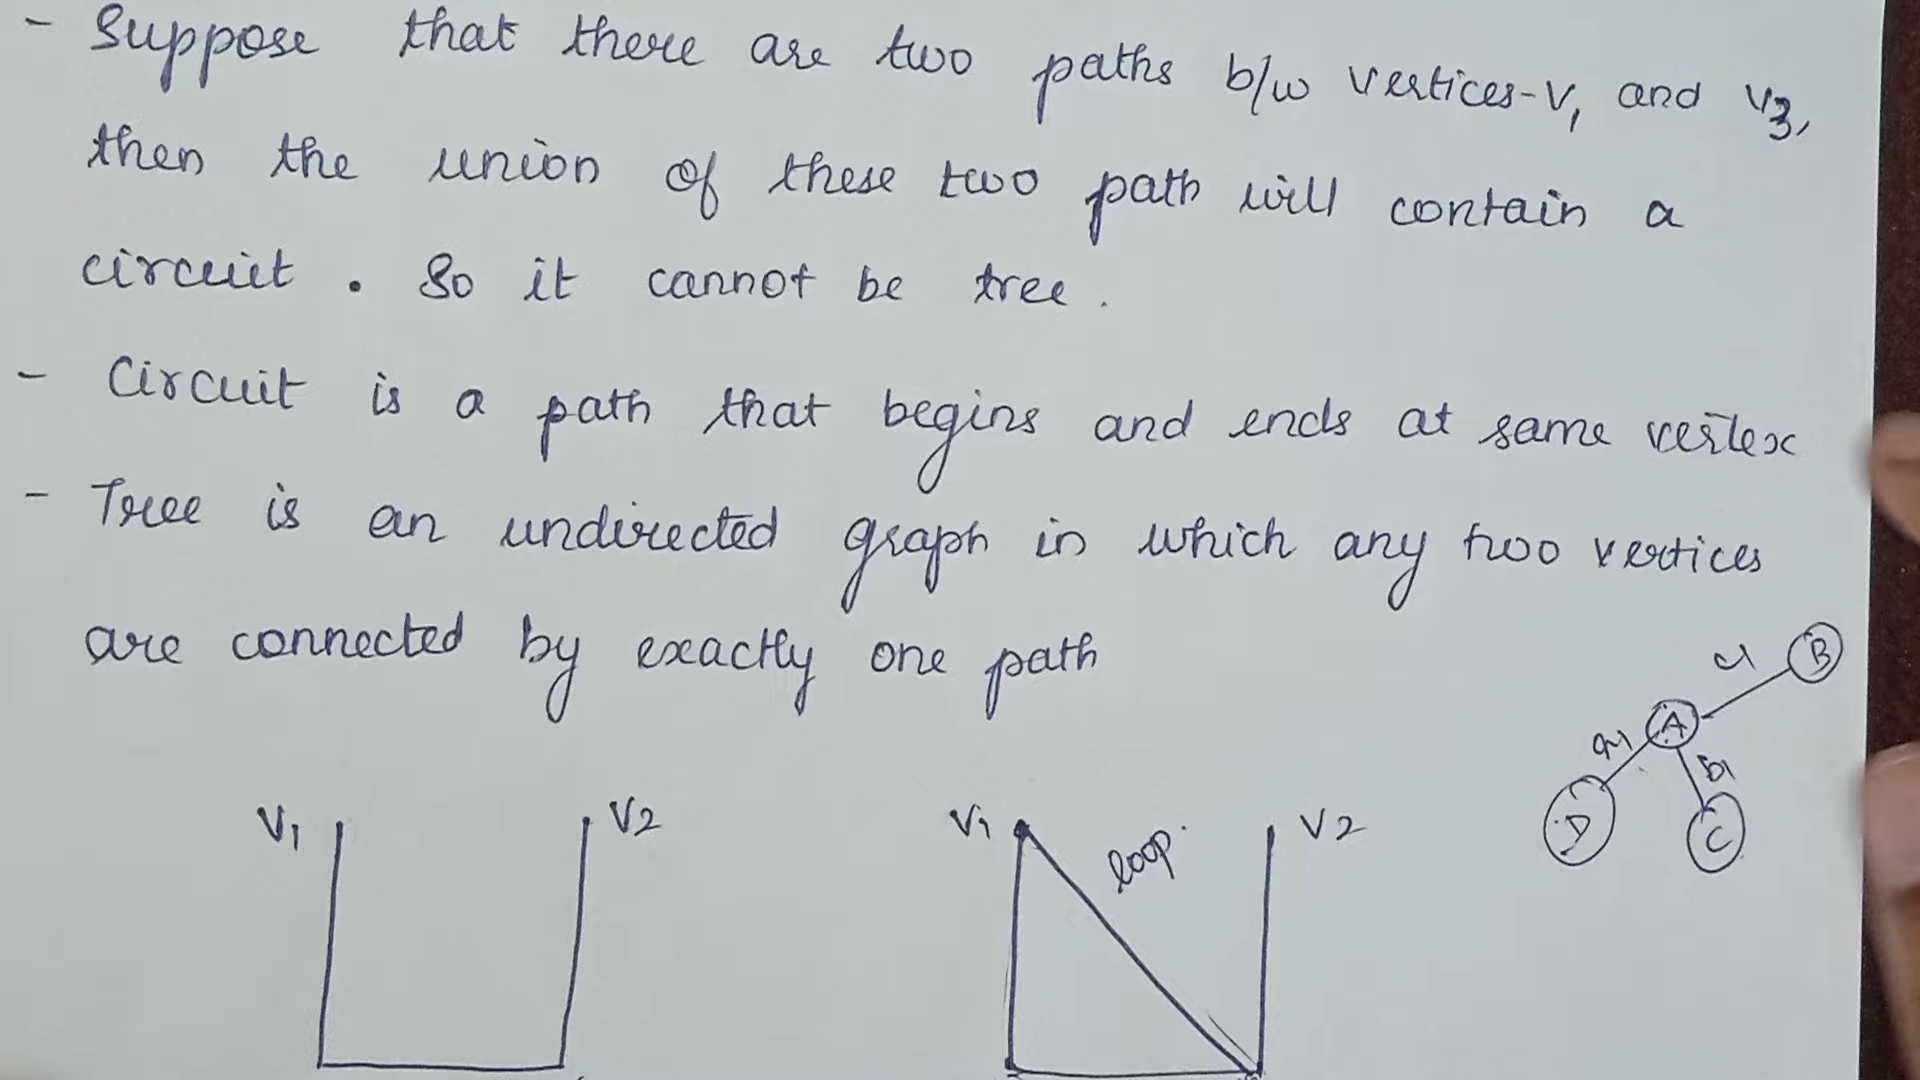 - Suppose that there are two paths b/w vertices-V1 and V3,
then the union of these two path will contain a
circuit. So it cannot be tree.
- Circuit is a path that begins and ends at same vertex
- Tree is an undirected graph in which any two vertices
are connected by exactly one path
B
A
D
C
V1
V2
V1
loop
V2